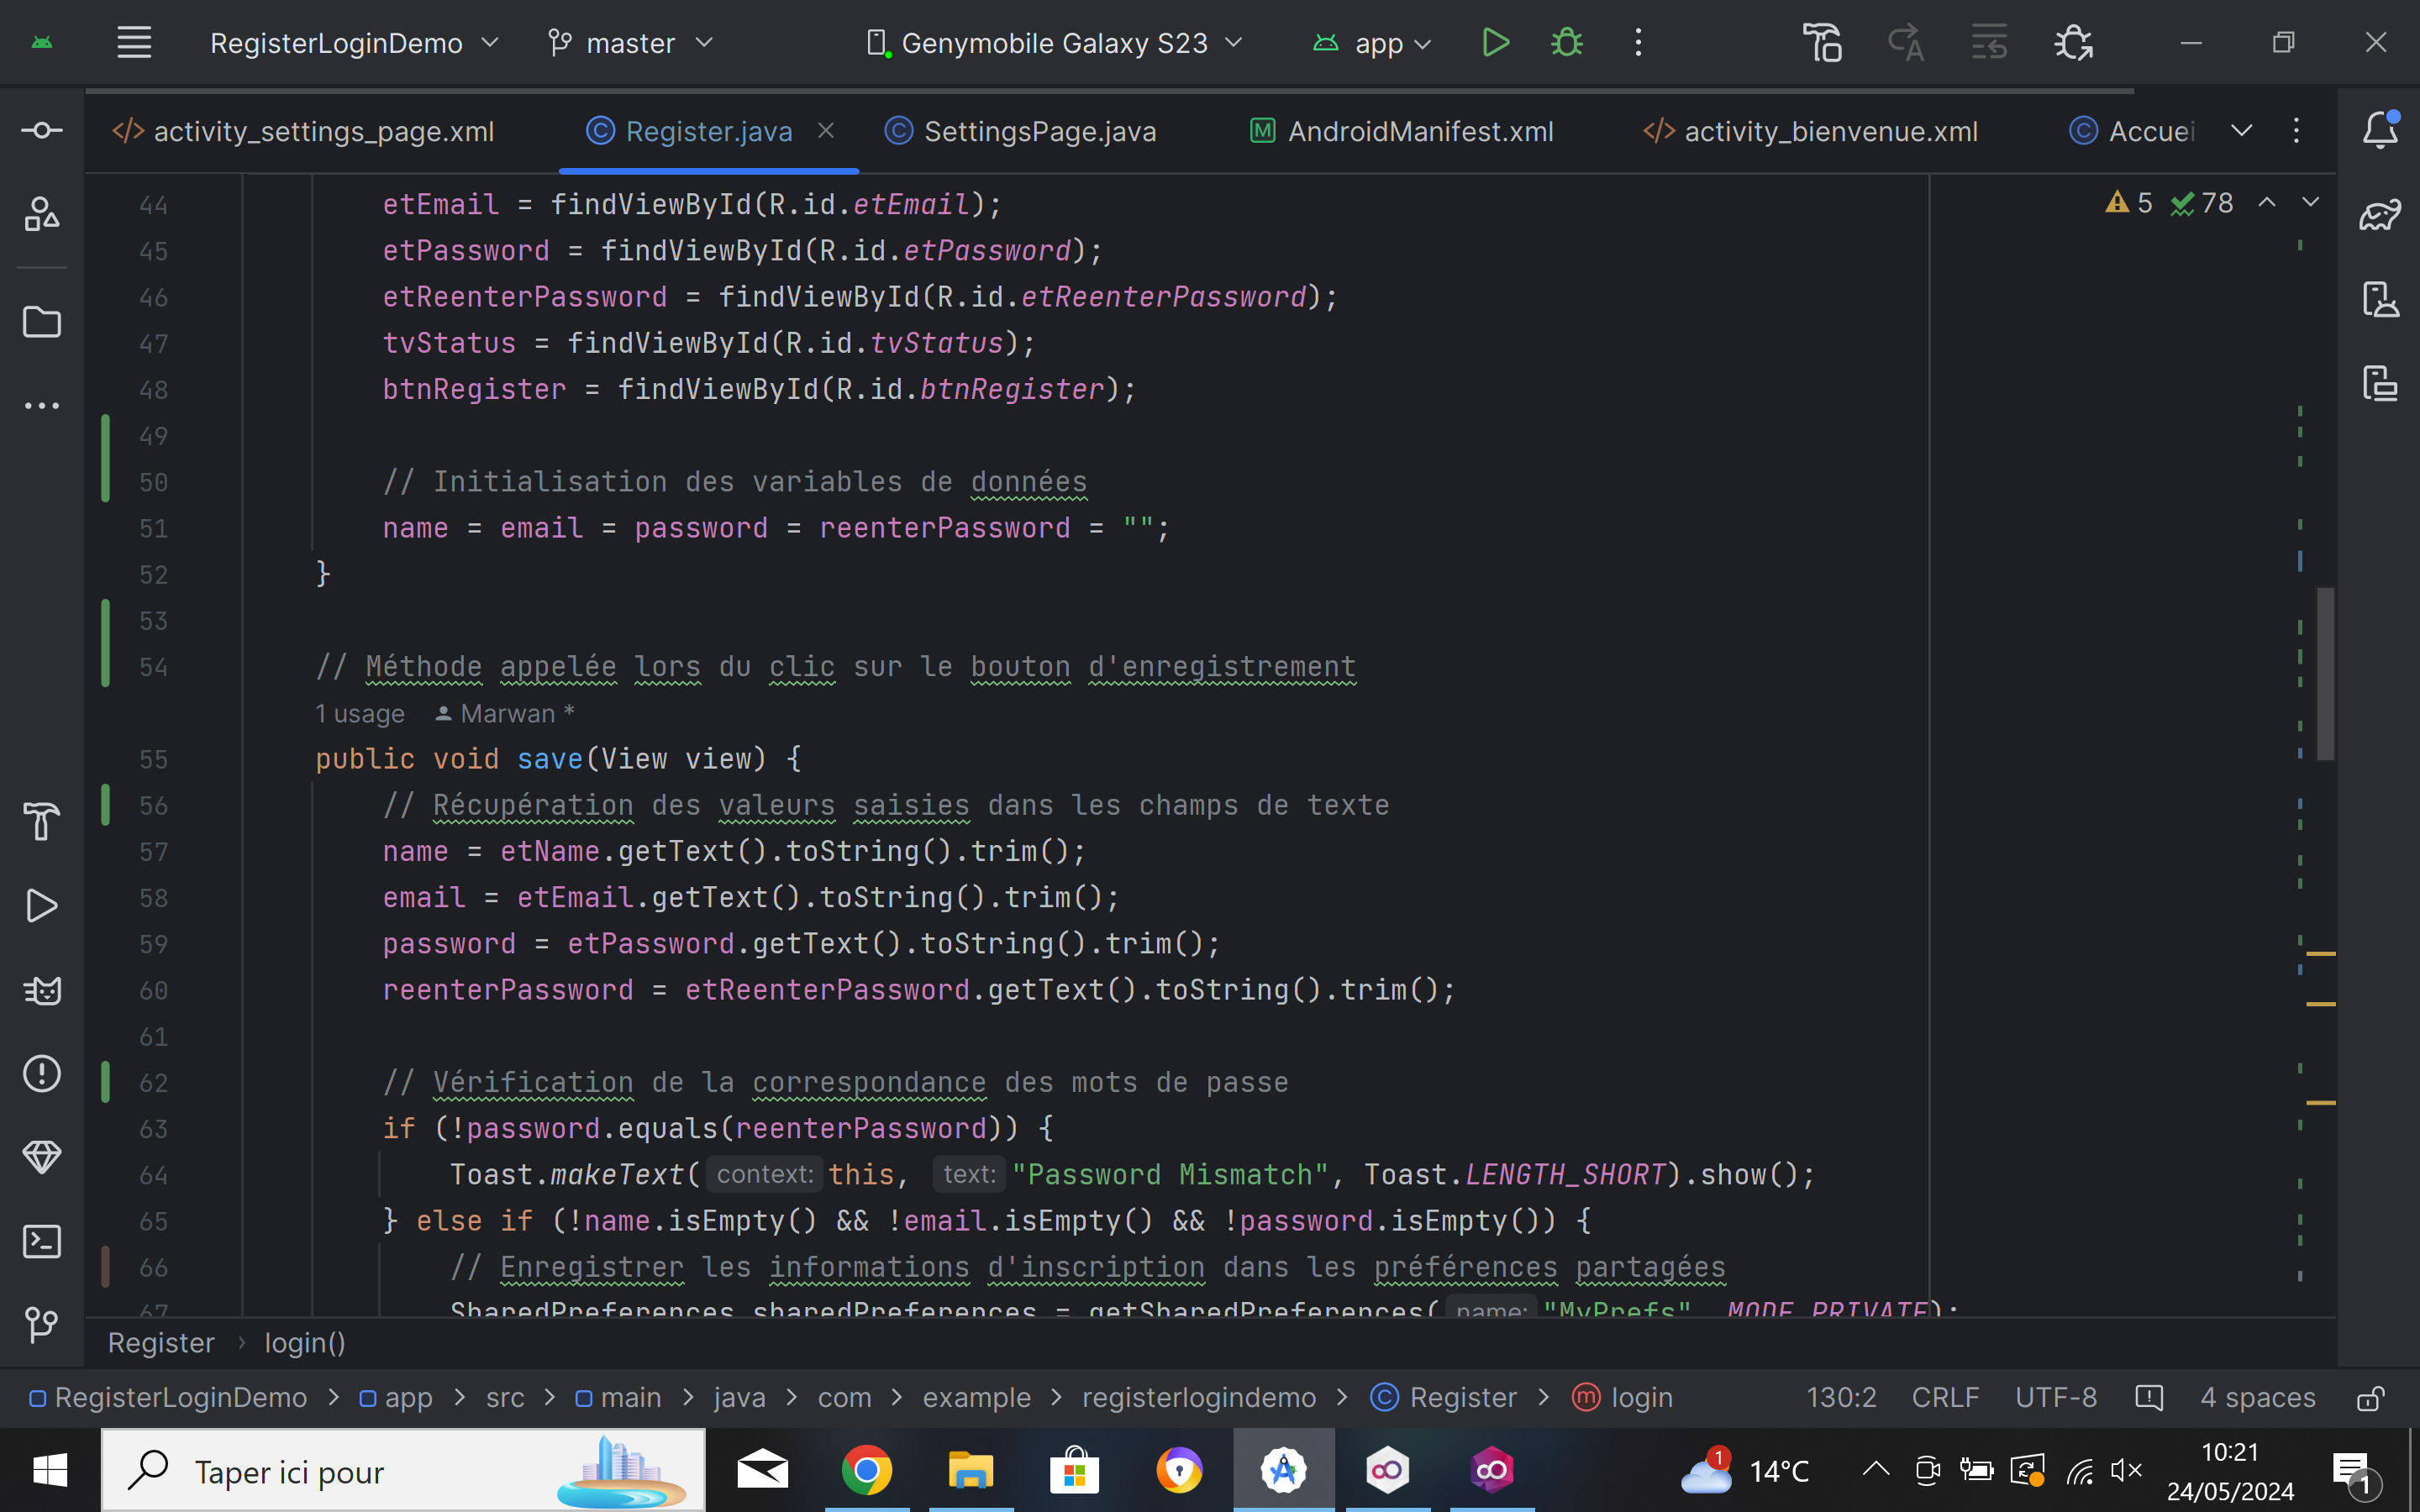 RegisterLoginDemo master Genymobile Galaxy S23 app
activity_settings_page.xml Register.java SettingsPage.java AndroidManifest.xml activity_bienvenue.xml Accuei
5 78
44 etEmail = findViewById(R.id.etEmail);
45 etPassword = findViewById(R.id.etPassword);
46 etReenterPassword = findViewById(R.id.etReenterPassword);
47 tvStatus = findViewById(R.id.tvStatus);
48 btnRegister = findViewById(R.id.btnRegister);
49
50 // Initialisation des variables de données
51 name = email = password = reenterPassword = "";
52 }
53
54 // Méthode appelée lors du clic sur le bouton d'enregistrement
1 usage Marwan *
55 public void save(View view) {
56 // Récupération des valeurs saisies dans les champs de texte
57 name = etName.getText().toString().trim();
58 email = etEmail.getText().toString().trim();
59 password = etPassword.getText().toString().trim();
60 reenterPassword = etReenterPassword.getText().toString().trim();
61
62 // Vérification de la correspondance des mots de passe
63 if (!password.equals(reenterPassword)) {
64 Toast.makeText( context: this, text: "Password Mismatch", Toast.LENGTH_SHORT).show();
65 } else if (!name.isEmpty() && !email.isEmpty() && !password.isEmpty()) {
66 // Enregistrer les informations d'inscription dans les préférences partagées
67 SharedPreferences sharedPreferences = getSharedPreferences( name: "MyPrefs", MODE_PRIVATE);
Register › login()
RegisterLoginDemo > app > src > main > java > com > example > registerlogindemo > Register > login 130:2 CRLF UTF-8 4 spaces
Taper ici pour 1 14°C 10:21
24/05/2024 1